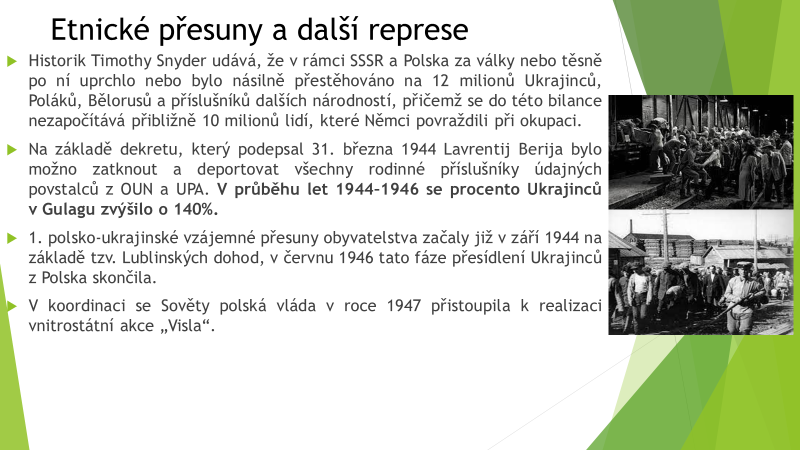 Etnické přesuny a další represe
Historik Timothy Snyder udává, že v rámci SSSR a Polska za války nebo těsně
po ní uprchlo nebo bylo násilně přestěhováno na 12 milionů Ukrajinců,
Poláků, Bělorusů a příslušníků dalších národností, přičemž se do této bilance
nezapočítává přibližně 10 milionů lidí, které Němci povraždili při okupaci.
Na základě dekretu, který podepsal 31. března 1944 Lavrentij Berija bylo
možno zatknout a deportovat všechny rodinné příslušníky údajných
povstalců z OUN a UPA. V průběhu let 1944–1946 se procento Ukrajinců
v Gulagu zvýšilo o 140%.
1. polsko-ukrajinské vzájemné přesuny obyvatelstva začaly již v září 1944 na
základě tzv. Lublinských dohod, v červnu 1946 tato fáze přesídlení Ukrajinců
z Polska skončila.
V koordinaci se Sověty polská vláda v roce 1947 přistoupila k realizaci
vnitrostátní akce „Visla“.